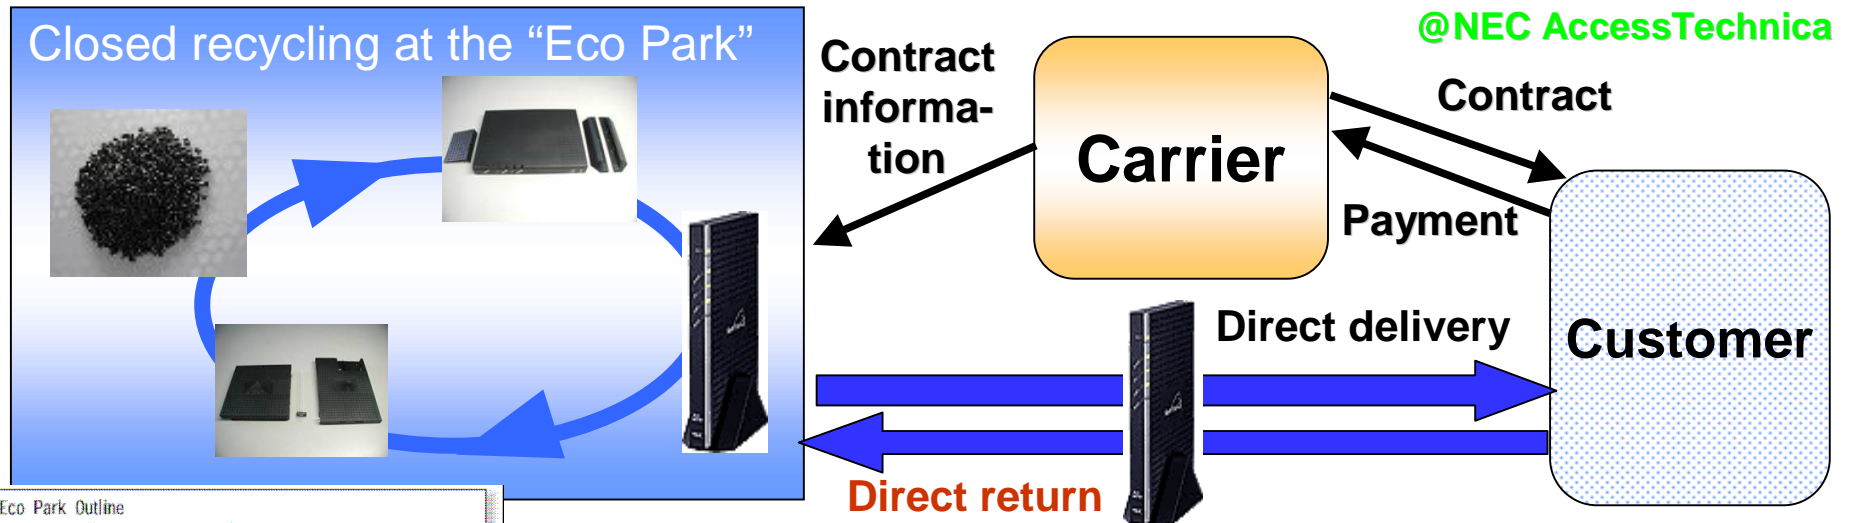 Closed recycling at the “Eco Park”
@NEC AccessTechnica
Contract
informa-
tion
Carrier
Contract
Payment
Customer
Direct delivery
Direct return
Eco Park Outline